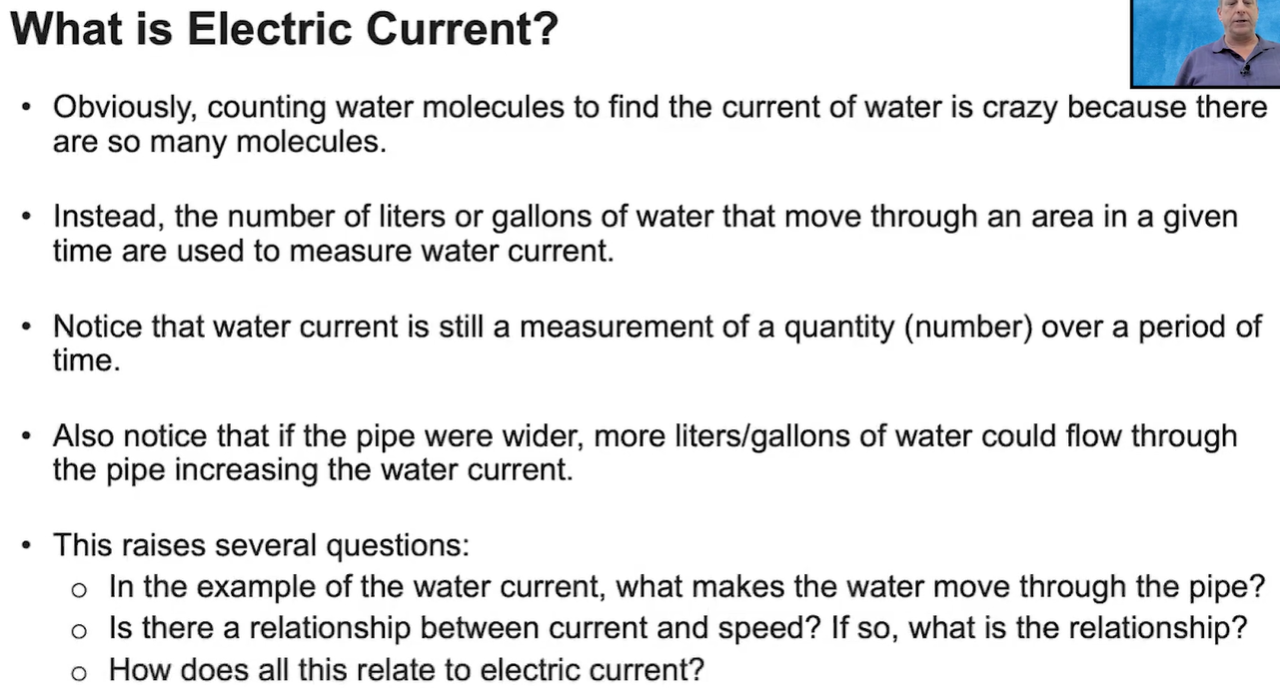 What is Electric Current?
• Obviously, counting water molecules to find the current of water is crazy because there
are so many molecules.
• Instead, the number of liters or gallons of water that move through an area in a given
time are used to measure water current.
• Notice that water current is still a measurement of a quantity (number) over a period of
time.
• Also notice that if the pipe were wider, more liters/gallons of water could flow through
the pipe increasing the water current.
• This raises several questions:
o In the example of the water current, what makes the water move through the pipe?
o Is there a relationship between current and speed? If so, what is the relationship?
o How does all this relate to electric current?